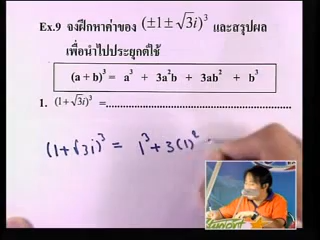 Ex.9 จงฝึกหาค่าของ (±1±√3i)³ และสรุปผล
เพื่อนำไปประยุกต์ใช้
(a + b)³ = a³ + 3a²b + 3ab² + b³
1. (1+√3i)³ =................................................
(1+√3i)³ = 1³+3(1)²